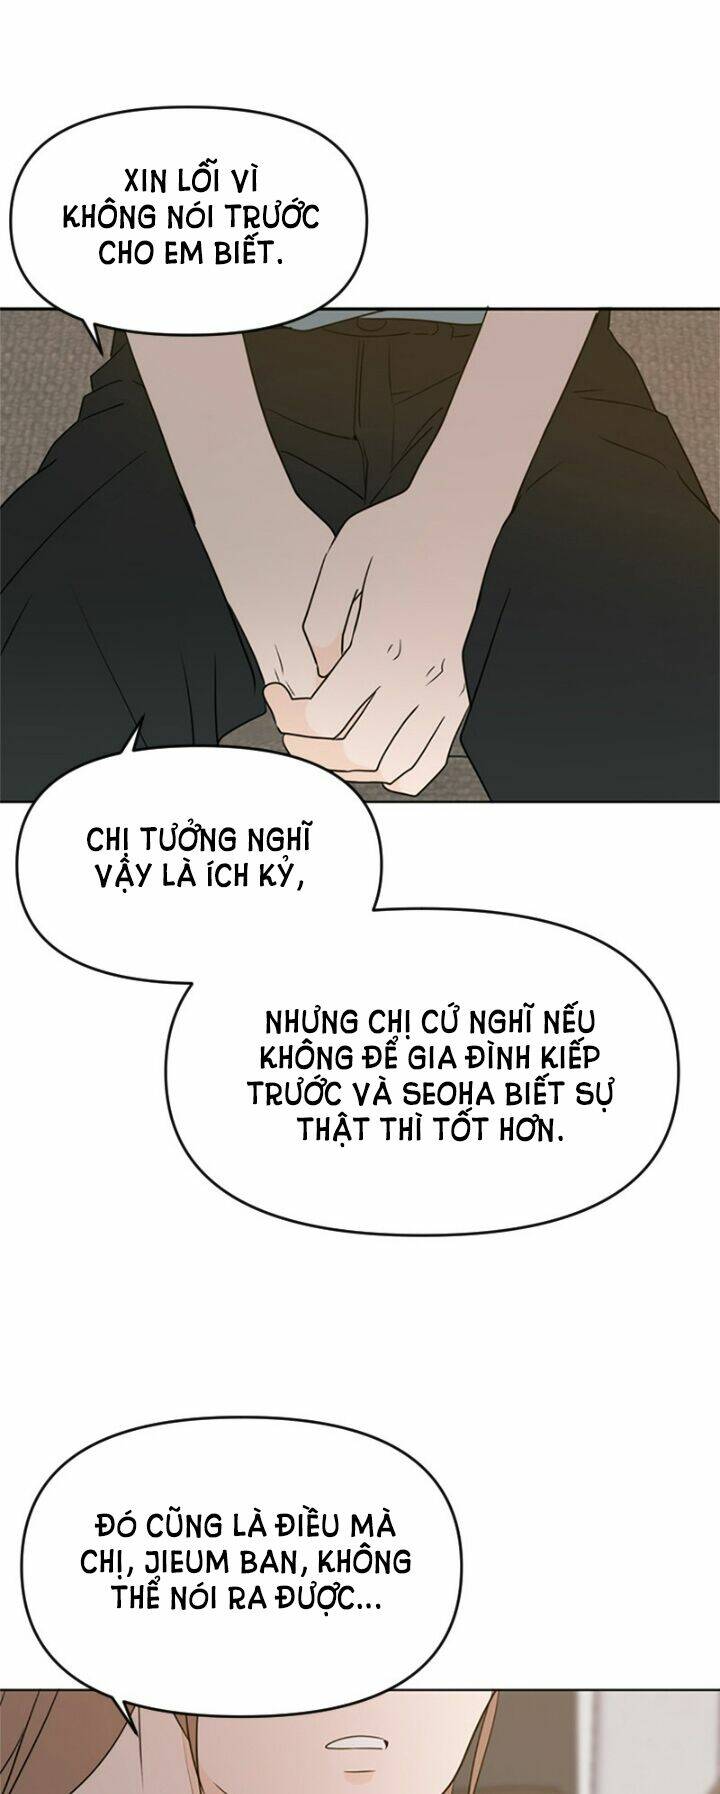 XIN LỖI VÌ
KHÔNG NÓI TRƯỚC
CHO EM BIẾT.
CHỊ TƯỞNG NGHĨ
VẬY LÀ ÍCH KỶ,
NHƯNG CHỊ CỨ NGHĨ NẾU
KHÔNG ĐỂ GIA ĐÌNH KIẾP
TRƯỚC VÀ SEOHA BIẾT SỰ
THẬT THÌ TỐT HƠN.
ĐÓ CŨNG LÀ ĐIỀU MÀ
CHỊ, JIEUM BAN, KHÔNG
THỂ NÓI RA ĐƯỢC...